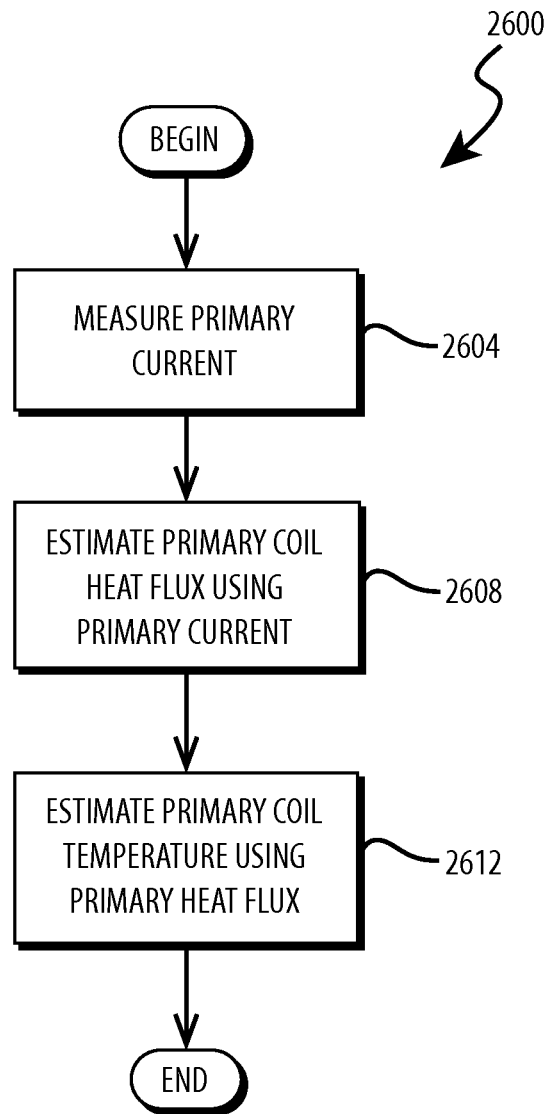 2600
BEGIN
MEASURE PRIMARY
CURRENT
2604
ESTIMATE PRIMARY COIL
HEAT FLUX USING
PRIMARY CURRENT
2608
ESTIMATE PRIMARY COIL
TEMPERATURE USING
PRIMARY HEAT FLUX
2612
END